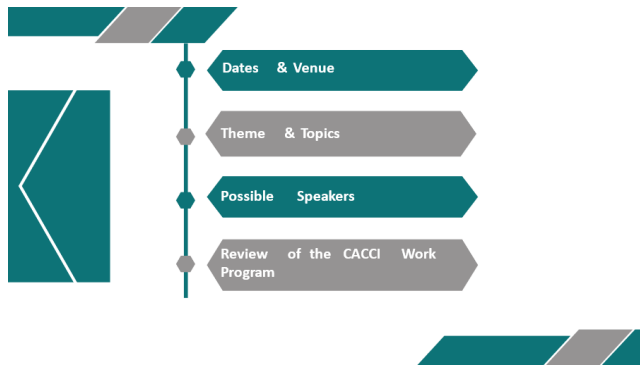 Dates & Venue
Theme & Topics
Possible Speakers
Review of the CACCI Work
Program